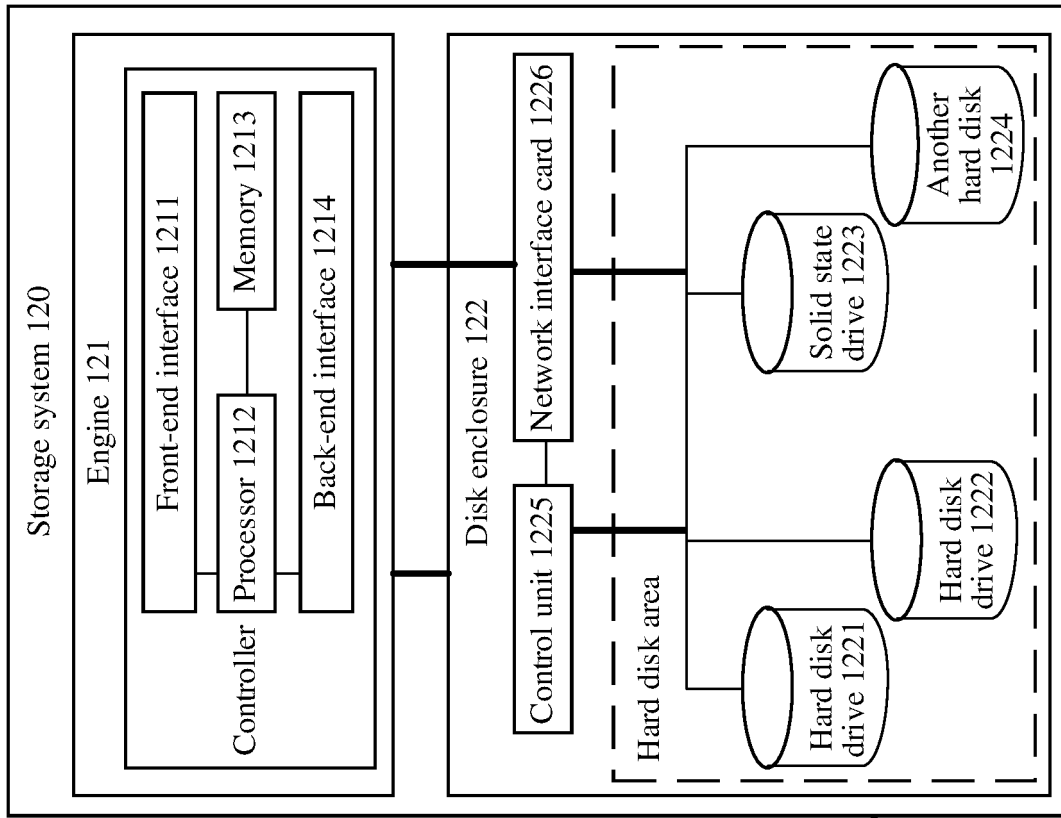 Storage system 120
Engine 121
Front-end interface 1211
Controller
Processor 1212
Memory 1213
Back-end interface 1214
Disk enclosure 122
Control unit 1225
Network interface card 1226
Hard disk area
Hard disk
drive 1221
Hard disk
drive 1222
Solid state
drive 1223
Another
hard disk
1224